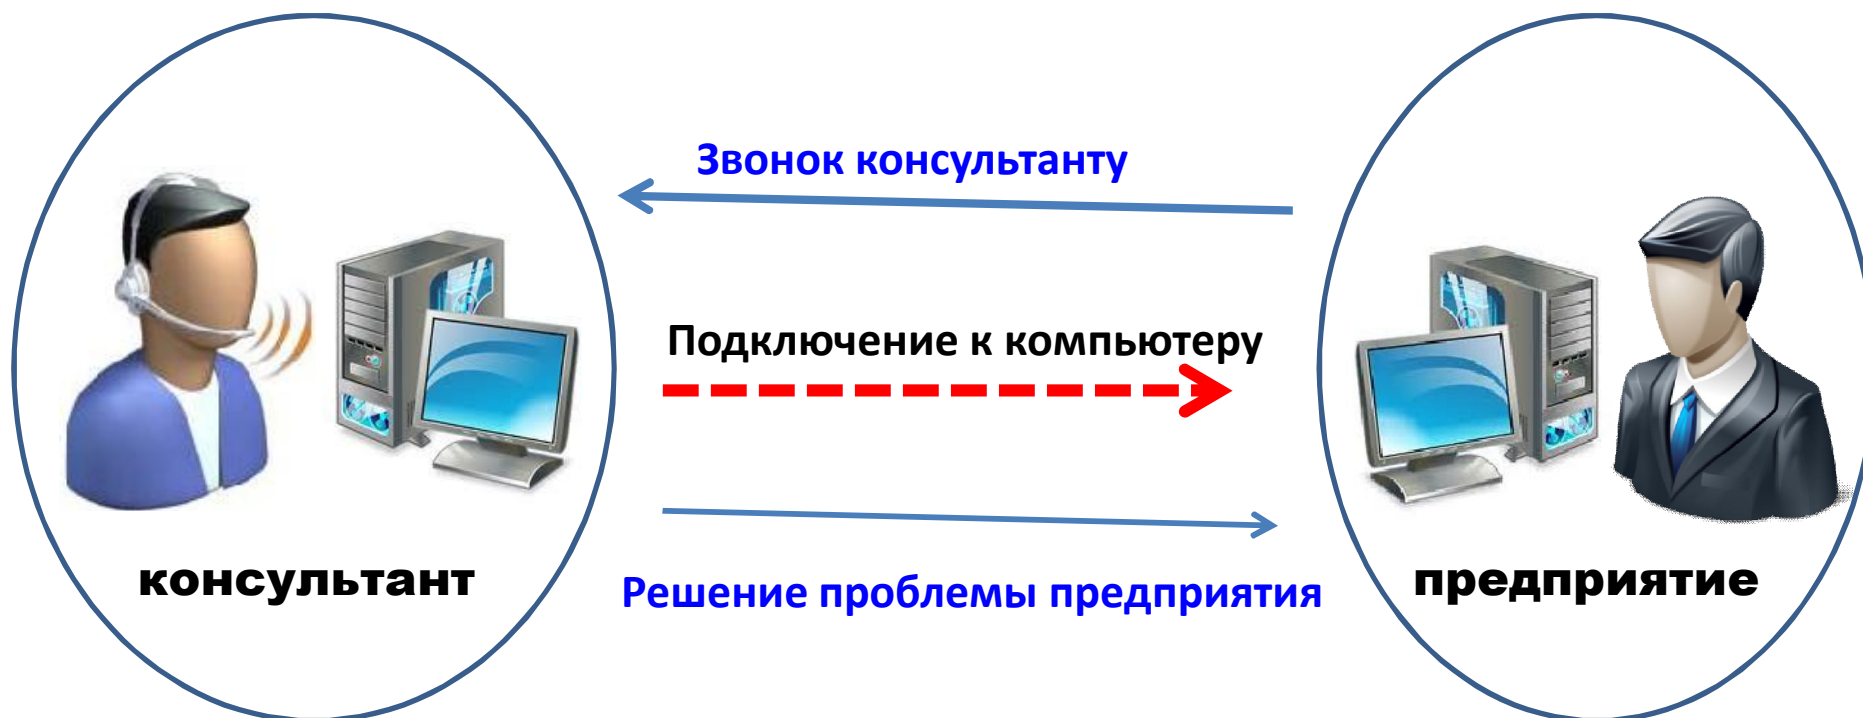 Звонок консультанту
Подключение к компьютеру
консультант
Решение проблемы предприятия
предприятие